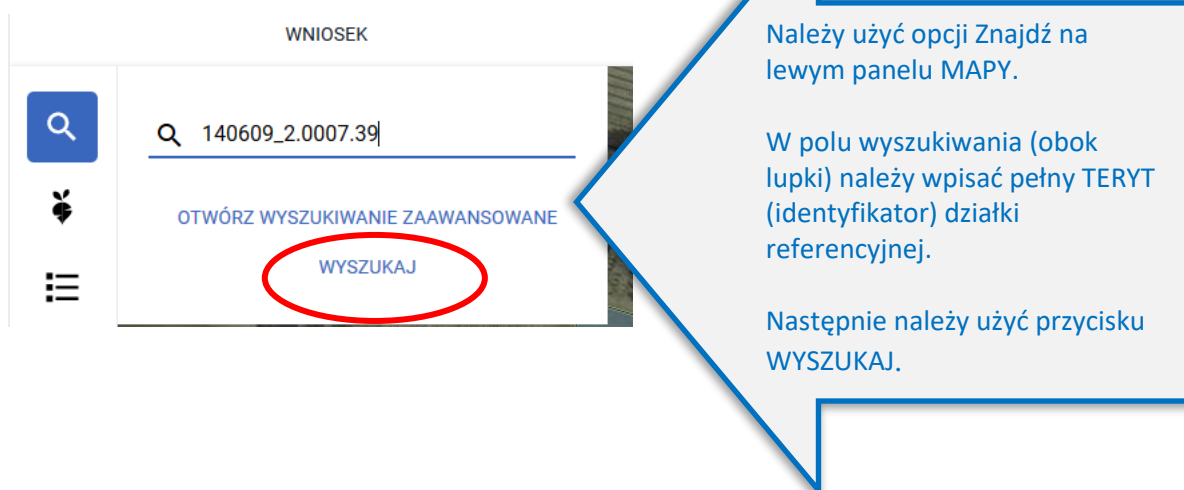 WNIOSEK
140609_2.0007.39
OTWÓRZ WYSZUKIWANIE ZAAWANSOWANE
WYSZUKAJ
Należy użyć opcji Znajdź na
lewym panelu MAPY.
W polu wyszukiwania (obok
lupki) należy wpisać pełny TERYT
(identyfikator) działki
referencyjnej.
Następnie należy użyć przycisku
WYSZUKAJ.